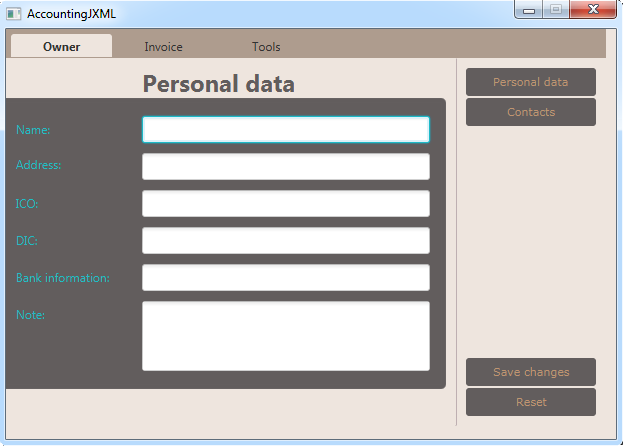 AccountingJXML
Owner Invoice Tools
Personal data
Name:
Address:
ICO:
DIC:
Bank information:
Note:
Personal data
Contacts
Save changes
Reset